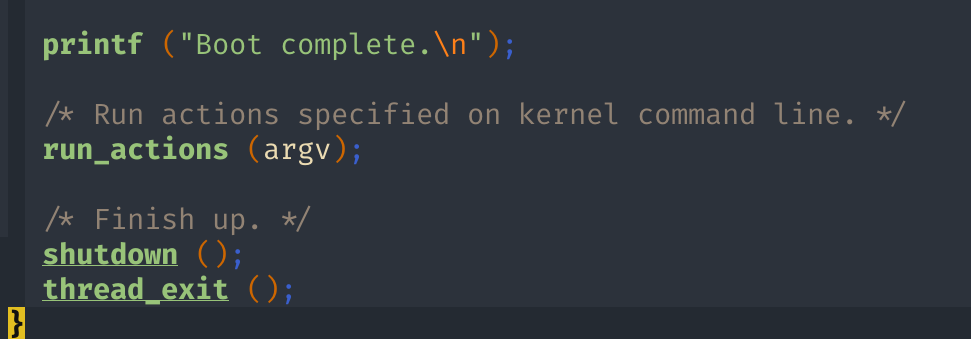 printf ("Boot complete.\n");
/* Run actions specified on kernel command line. */
run_actions (argv);
/* Finish up. */
shutdown ();
thread_exit ();
}